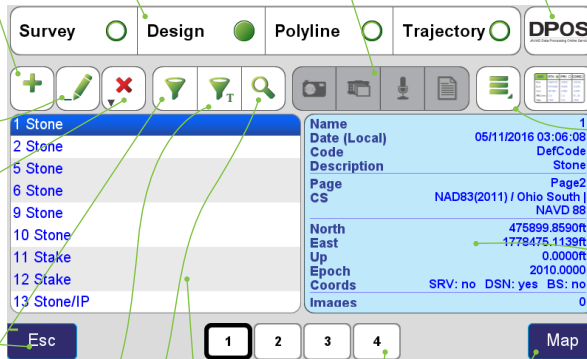 Survey Design Polyline Trajectory DPOS
T
1 Stone
2 Stone
5 Stone
6 Stone
9 Stone
10 Stone
11 Stake
12 Stake
13 Stone/IP
Name 1
Date (Local) 05/11/2016 03:06:08
Code DefCode
Description Stone
Page Page2
CS NAD83(2011) / Ohio South |
NAVD 88
North 475899.8590ft
East 1778475.1139ft
Up 0.0000ft
Epoch 2010.0000
Coords SRV: no DSN: yes BS: no
Images 0
Esc 1 2 3 4 Map